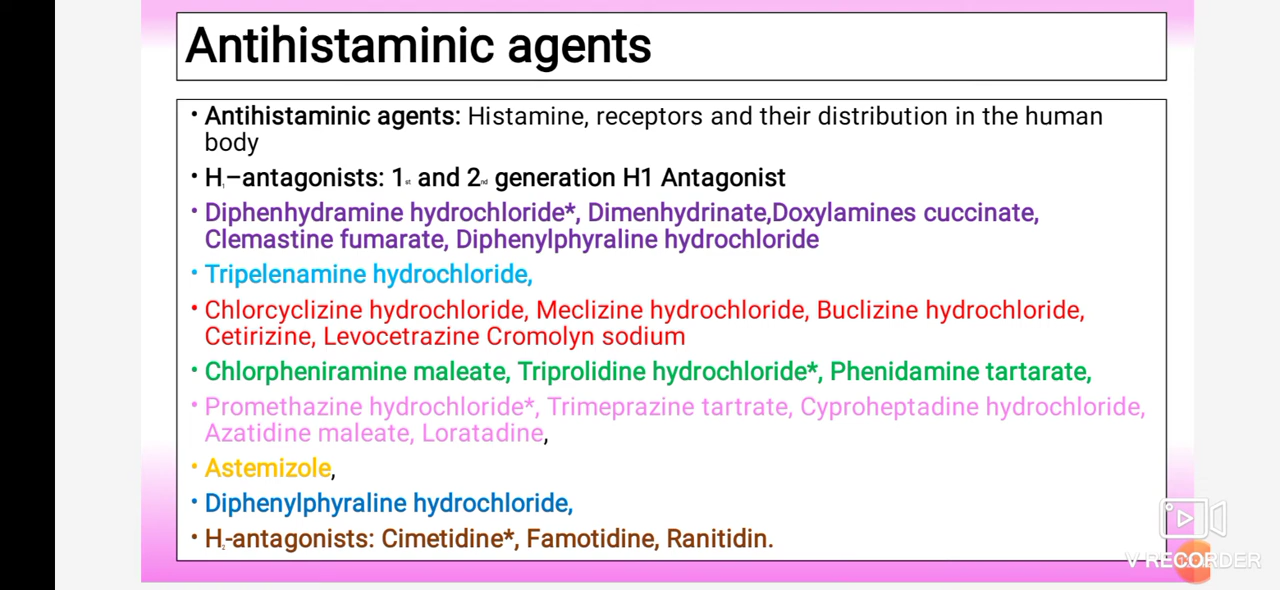 Antihistaminic agents
• Antihistaminic agents: Histamine, receptors and their distribution in the human
body
• H₁–antagonists: 1st and 2nd generation H1 Antagonist
• Diphenhydramine hydrochloride*, Dimenhydrinate,Doxylamines cuccinate,
Clemastine fumarate, Diphenylphyraline hydrochloride
• Tripelenamine hydrochloride,
• Chlorcyclizine hydrochloride, Meclizine hydrochloride, Buclizine hydrochloride,
Cetirizine, Levocetrazine Cromolyn sodium
• Chlorpheniramine maleate, Triprolidine hydrochloride*, Phenidamine tartarate,
• Promethazine hydrochloride*, Trimeprazine tartrate, Cyproheptadine hydrochloride,
Azatidine maleate, Loratadine,
• Astemizole,
• Diphenylphyraline hydrochloride,
• H₂-antagonists: Cimetidine*, Famotidine, Ranitidin.
V RECORDER